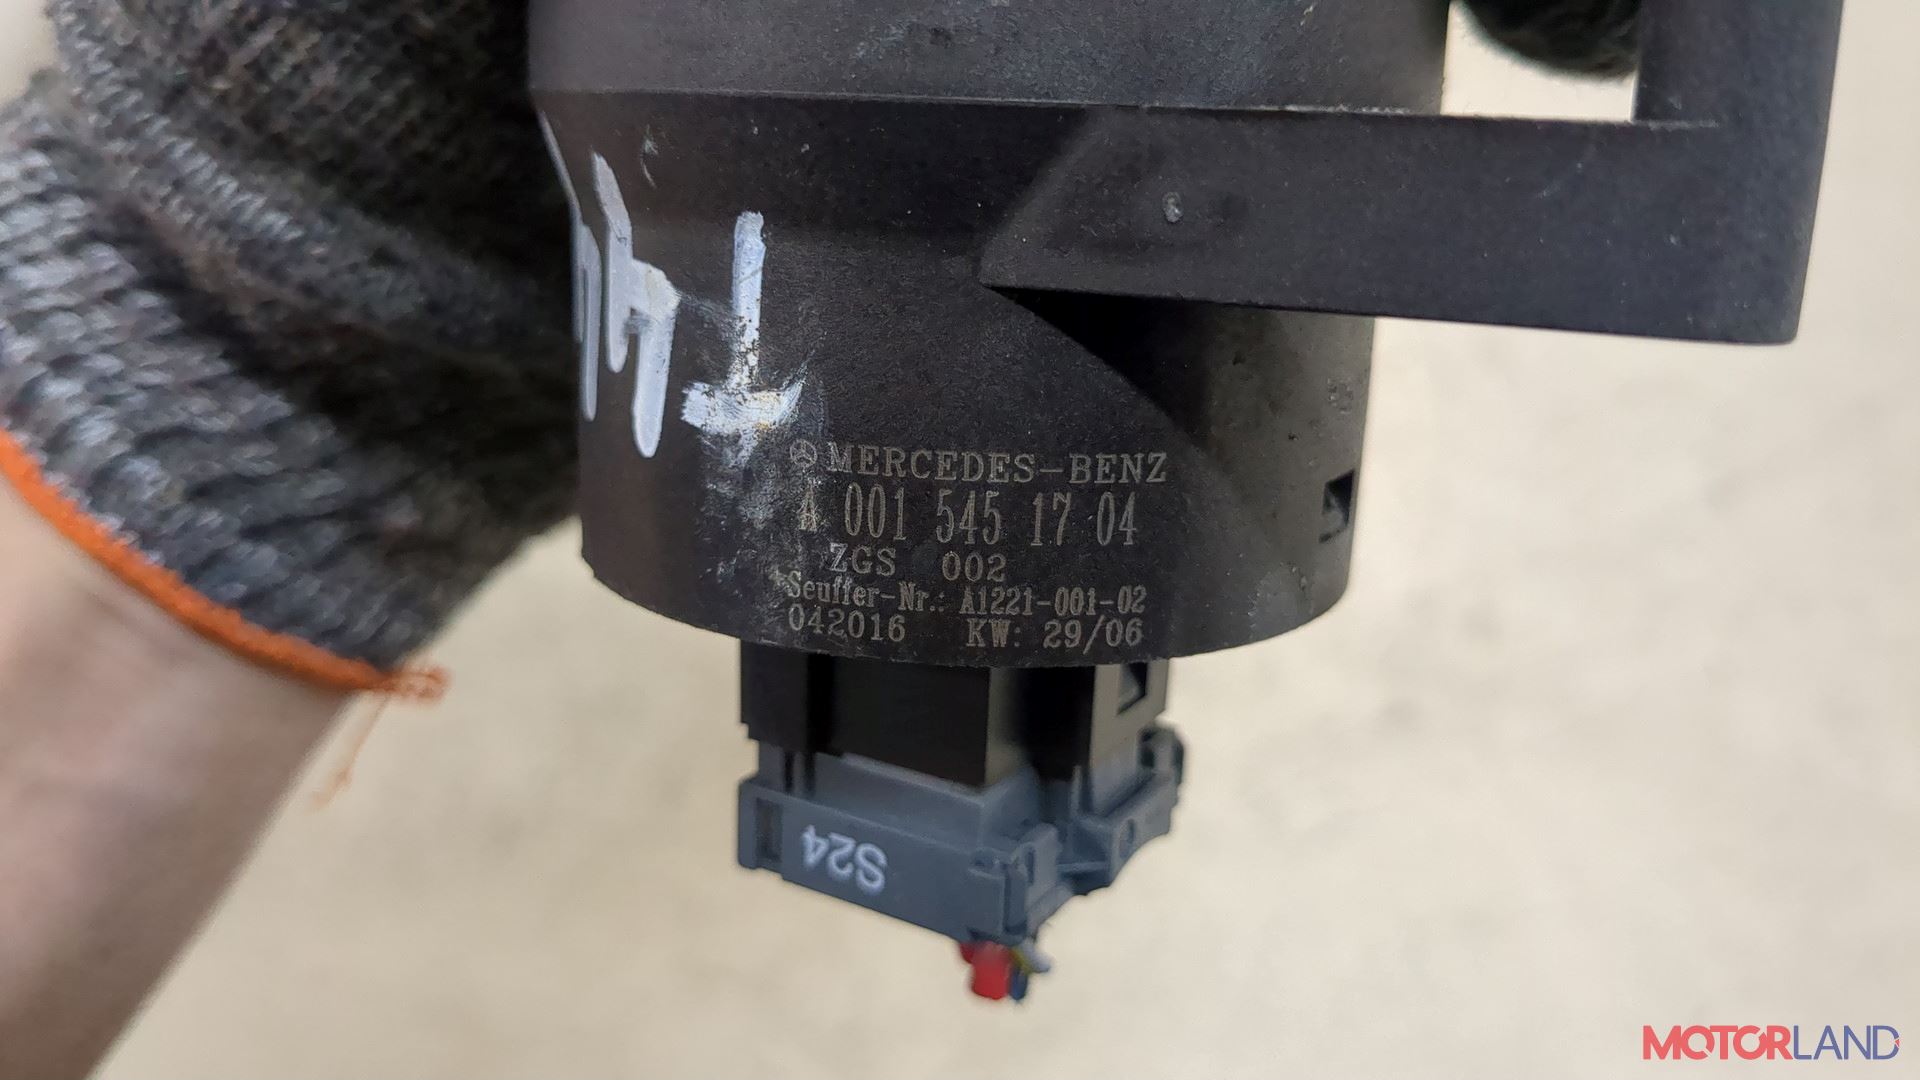 MERCEDES-BENZ
A 001 545 17 04
ZGS 002
Seuffer-Nr.: A1221-001-02
042016 KW: 29/06
S24
MOTORLAND